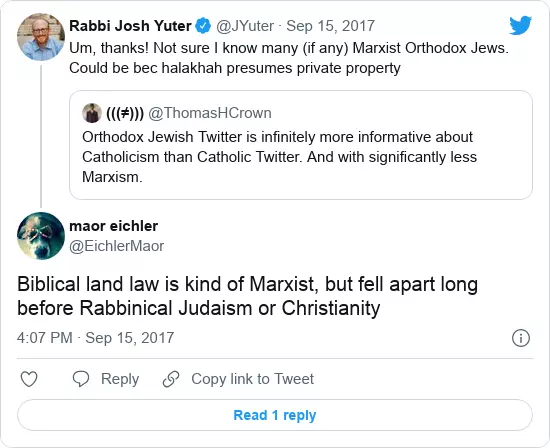 Rabbi Josh Yuter @JYuter · Sep 15, 2017
Um, thanks! Not sure I know many (if any) Marxist Orthodox Jews.
Could be bec halakhah presumes private property
(((≠))) @ThomasHCrown
Orthodox Jewish Twitter is infinitely more informative about
Catholicism than Catholic Twitter. And with significantly less
Marxism.
maor eichler
@EichlerMaor
Biblical land law is kind of Marxist, but fell apart long
before Rabbinical Judaism or Christianity
4:07 PM · Sep 15, 2017
Reply Copy link to Tweet
Read 1 reply